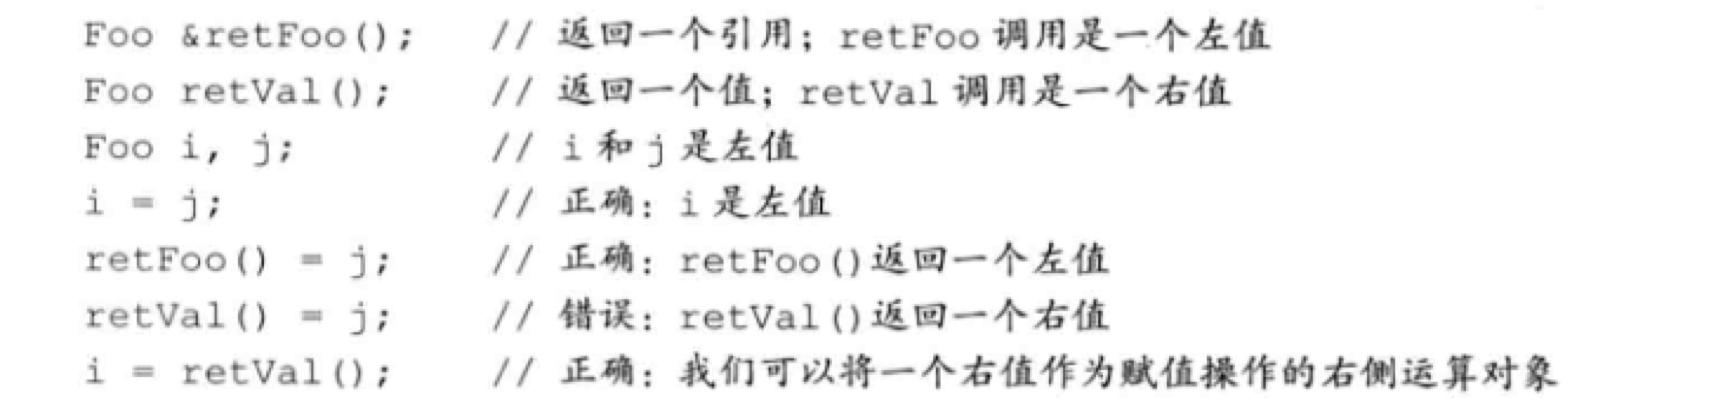 Foo &retFoo(); // 返回一个引用；retFoo 调用是一个左值
Foo retVal(); // 返回一个值；retVal 调用是一个右值
Foo i, j; // i 和 j 是左值
i = j; // 正确：i 是左值
retFoo() = j; // 正确：retFoo()返回一个左值
retVal() = j; // 错误：retVal()返回一个右值
i = retVal(); // 正确：我们可以将一个右值作为赋值操作的右侧运算对象